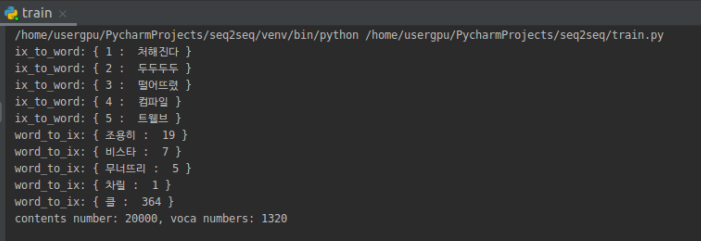 train
/home/usergpu/PycharmProjects/seq2seq/venv/bin/python /home/usergpu/PycharmProjects/seq2seq/train.py
ix_to_word: { 1 :  처해진다 }
ix_to_word: { 2 :  두두두두 }
ix_to_word: { 3 :  떨어뜨렸 }
ix_to_word: { 4 :  컴파일 }
ix_to_word: { 5 :  트웰브 }
word_to_ix: { 조용히 :  19 }
word_to_ix: { 비스타 :  7 }
word_to_ix: { 무너뜨리 :  5 }
word_to_ix: { 차릴 :  1 }
word_to_ix: { 클 :  364 }
contents number: 20000, voca numbers: 1320